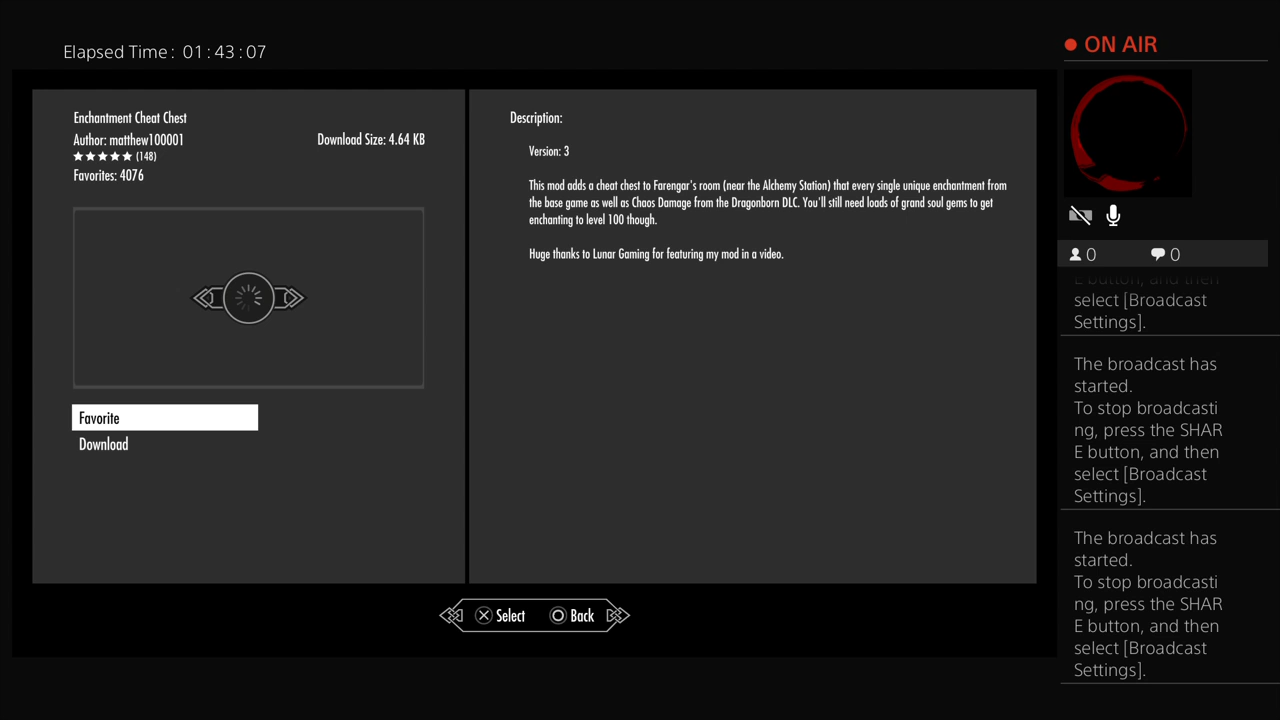 Elapsed Time: 01:43:07
ON AIR
Enchantment Cheat Chest
Author: matthew100001
Download Size: 4.64 KB
★★★★★ (148)
Favorites: 4076
Favorite
Download
Description:
Version: 3
This mod adds a cheat chest to Farengar's room (near the Alchemy Station) that every single unique enchantment from
the base game as well as Chaos Damage from the Dragonborn DLC. You'll still need loads of grand soul gems to get
enchanting to level 100 though.
Huge thanks to Lunar Gaming for featuring my mod in a video.
Select
Back
0
0
E button, and then
select [Broadcast
Settings].
The broadcast has
started.
To stop broadcasti
ng, press the SHAR
E button, and then
select [Broadcast
Settings].
The broadcast has
started.
To stop broadcasti
ng, press the SHAR
E button, and then
select [Broadcast
Settings].